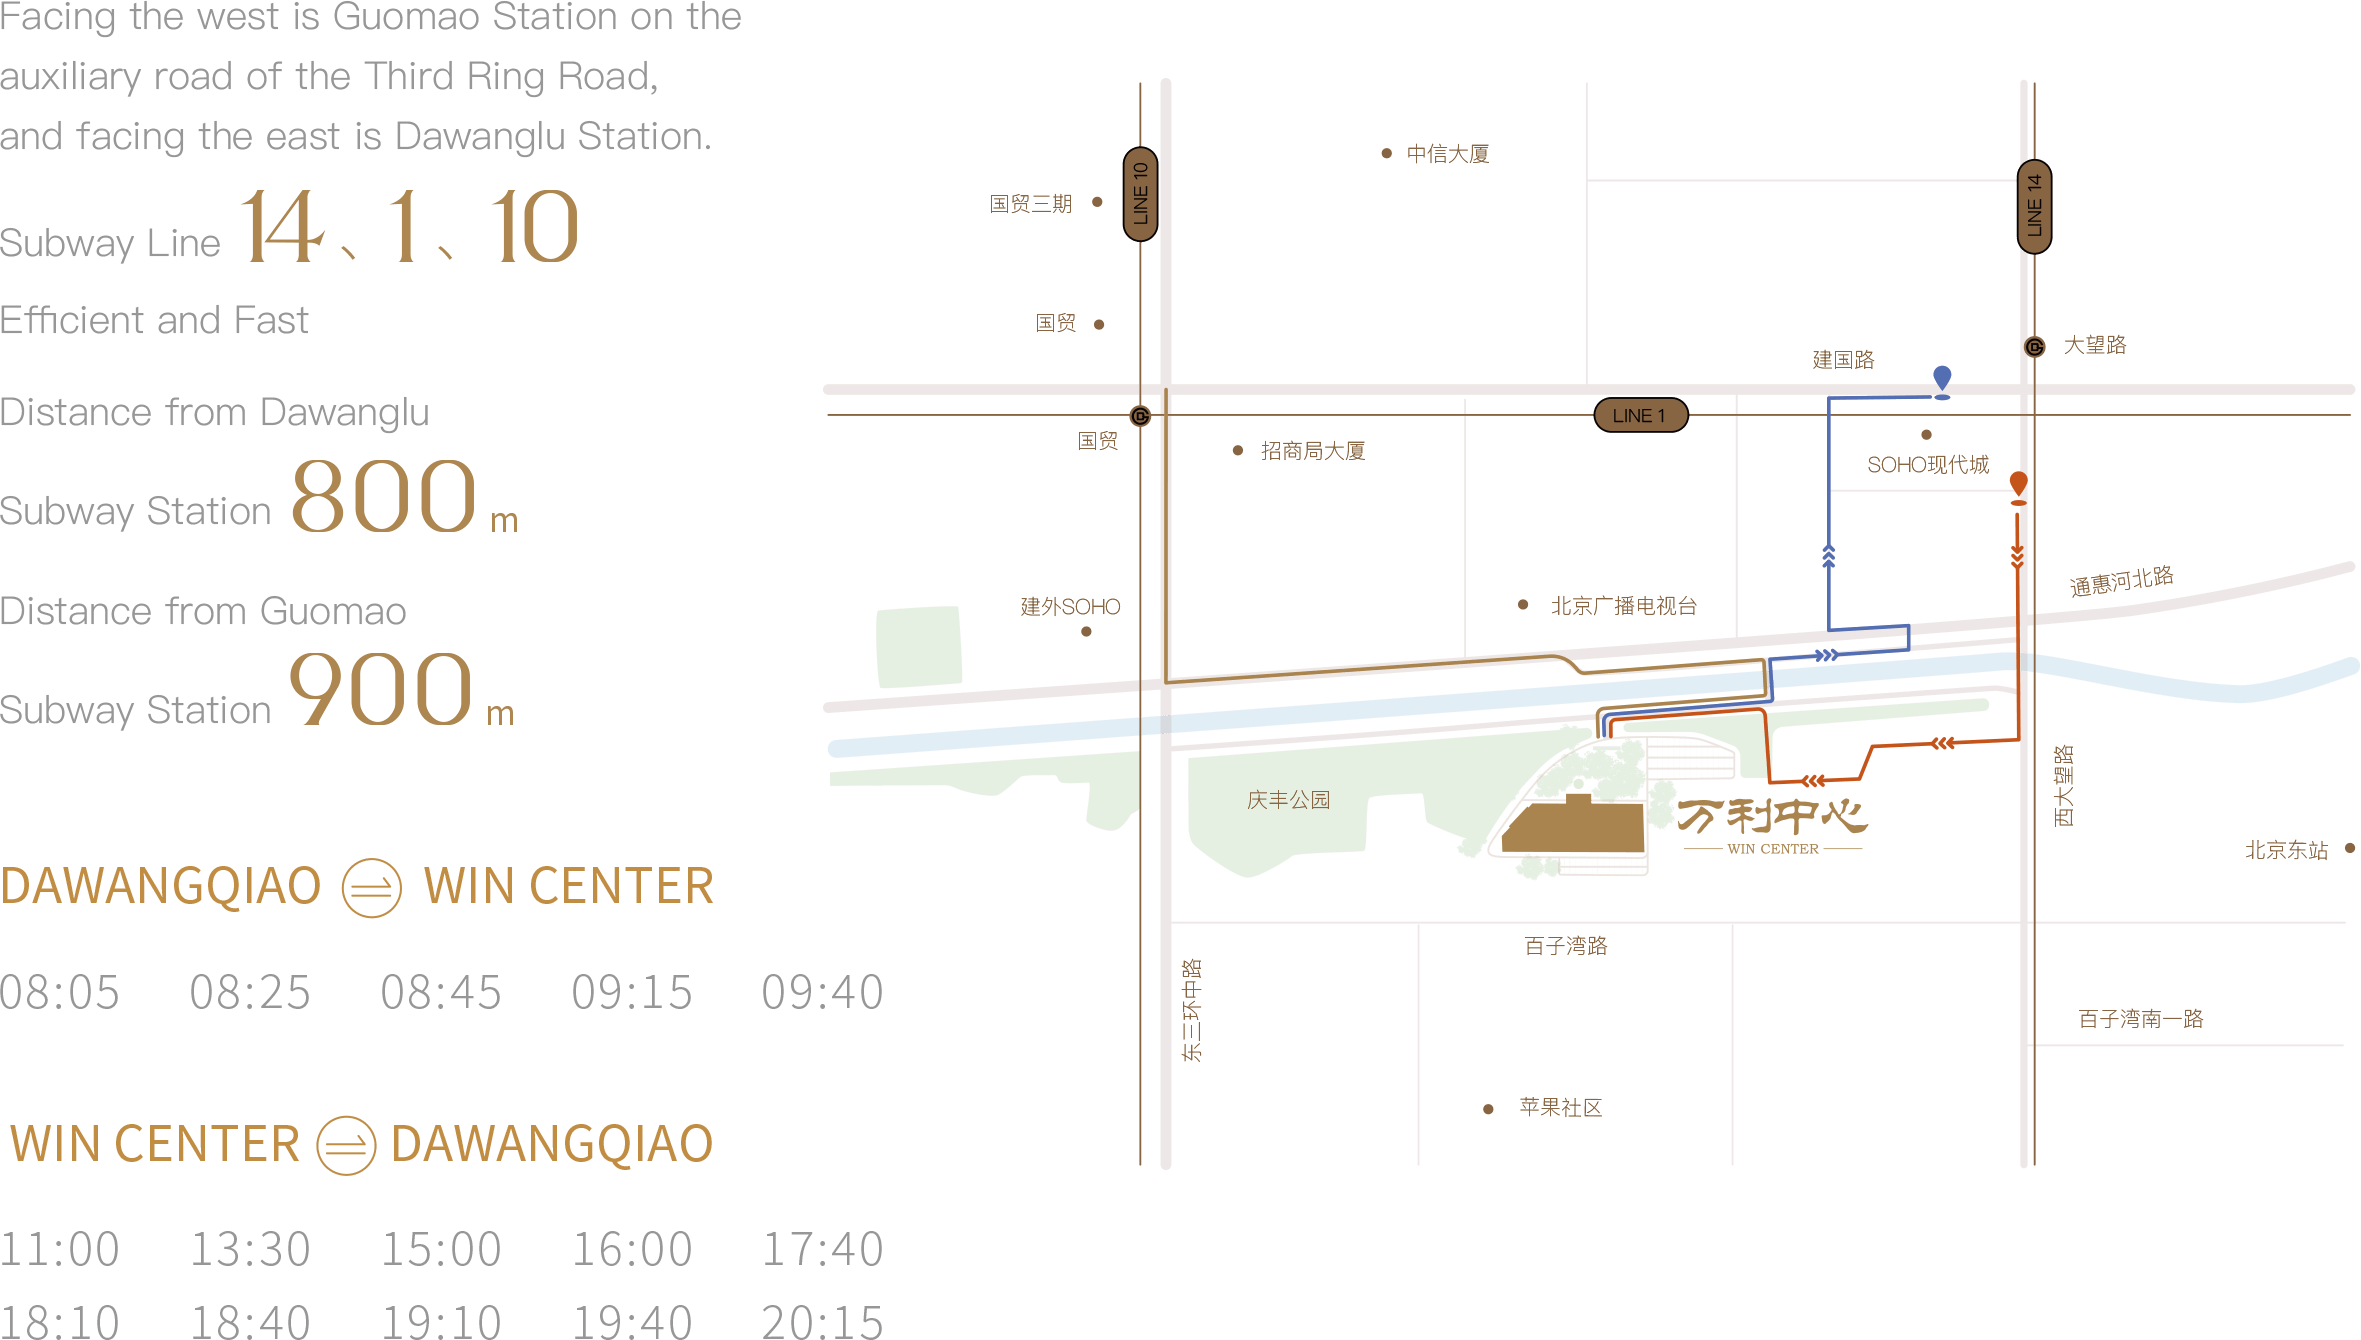 Facing the west is Guomao Station on the
auxiliary road of the Third Ring Road,
and facing the east is Dawanglu Station.
Subway Line 14、1、10
Efficient and Fast
Distance from Dawanglu
Subway Station 800 m
Distance from Guomao
Subway Station 900 m
DAWANGQIAO WIN CENTER
08:05 08:25 08:45 09:15 09:40
WIN CENTER DAWANGQIAO
11:00 13:30 15:00 16:00 17:40
18:10 18:40 19:10 19:40 20:15
中信大厦
LINE 10
LINE 14
国贸三期
国贸
大望路
建国路
LINE 1
国贸
招商局大厦
SOHO现代城
通惠河北路
建外SOHO
北京广播电视台
庆丰公园
万利中心
WIN CENTER
西大望路
北京东站
百子湾路
东三环中路
百子湾南一路
苹果社区